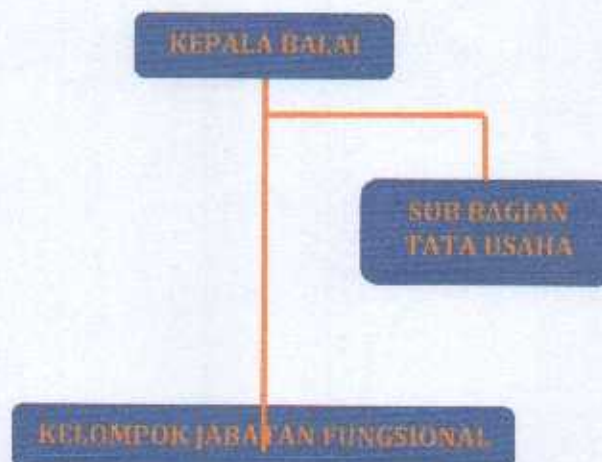 KEPALA BALAI
SUB BAGIAN
TATA USAHA
KELOMPOK JABATAN FUNGSIONAL